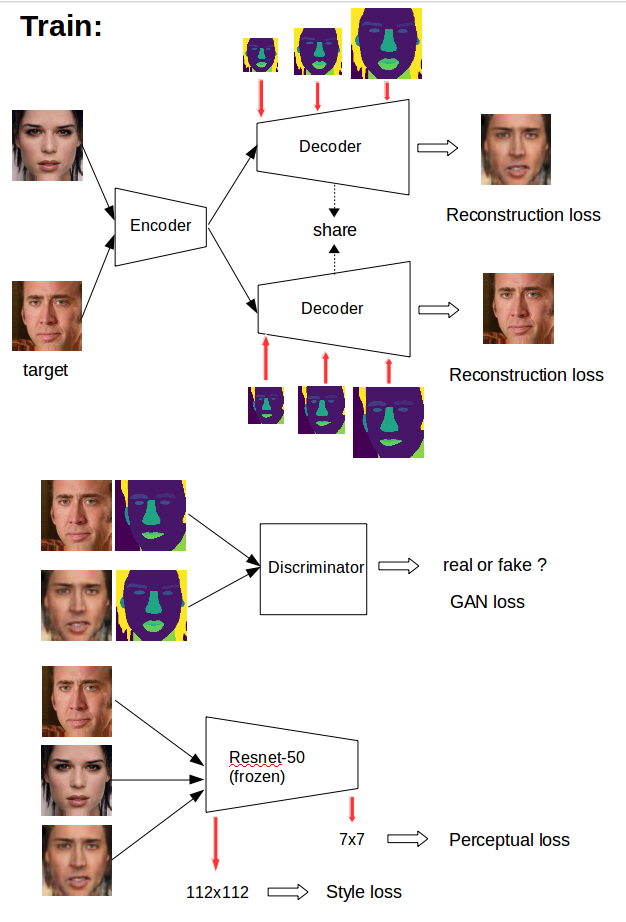 Train:
Decoder
Reconstruction loss
Encoder
share
Decoder
target
Reconstruction loss
Discriminator
real or fake ?
GAN loss
Resnet-50
(frozen)
7x7
Perceptual loss
112x112
Style loss